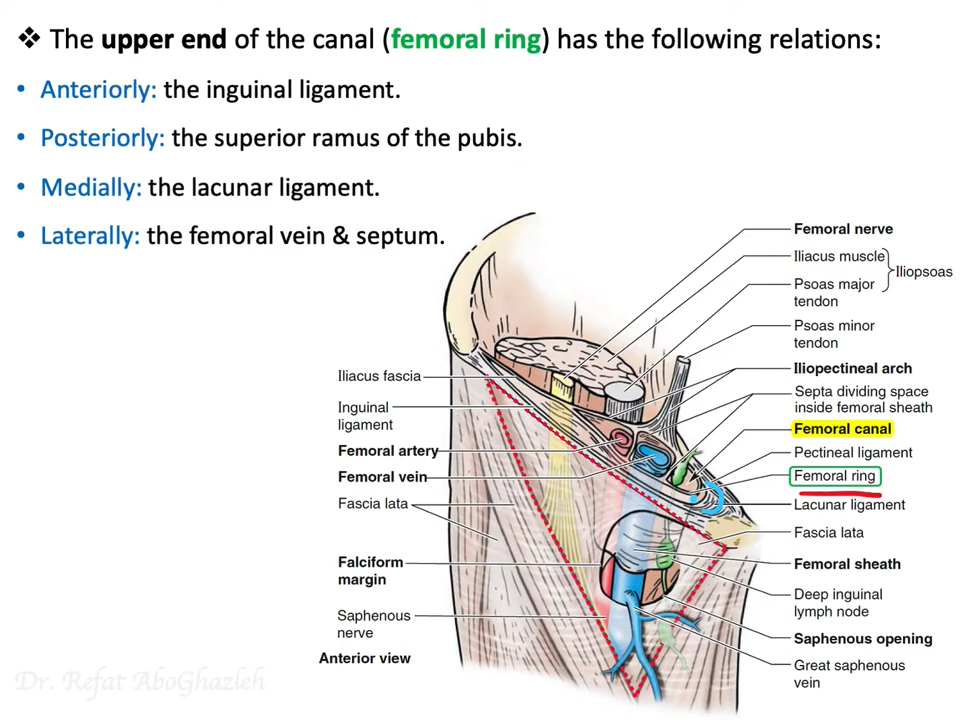 ❖ The upper end of the canal (femoral ring) has the following relations:
• Anteriorly: the inguinal ligament.
• Posteriorly: the superior ramus of the pubis.
• Medially: the lacunar ligament.
• Laterally: the femoral vein & septum.
Femoral nerve
Iliacus muscle
Iliopsoas
Psoas major
tendon
Psoas minor
tendon
Iliopectineal arch
Septa dividing space
inside femoral sheath
Femoral canal
Pectineal ligament
Femoral ring
Lacunar ligament
Fascia lata
Femoral sheath
Deep inguinal
lymph node
Saphenous opening
Great saphenous
vein
Iliacus fascia
Inguinal
ligament
Femoral artery
Femoral vein
Fascia lata
Falciform
margin
Saphenous
nerve
Anterior view
Dr. Refat AboGhazleh